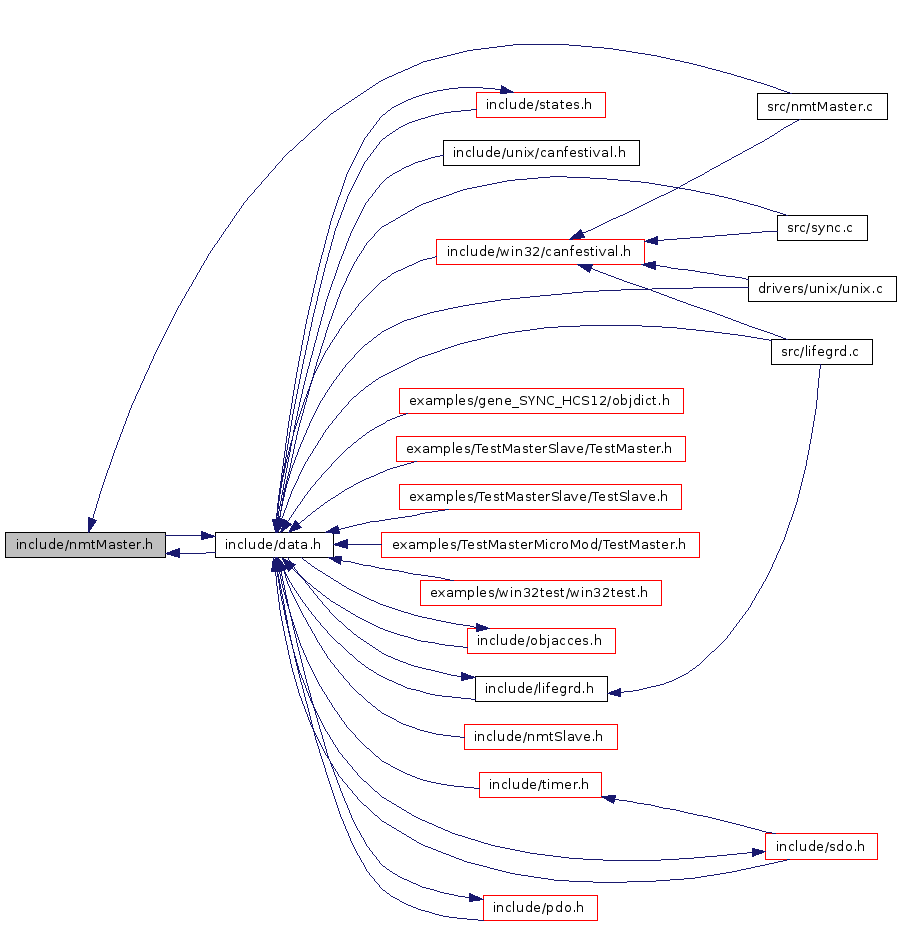 src/nmtMaster.c
include/states.h
include/unix/canfestival.h
src/sync.c
include/win32/canfestival.h
drivers/unix/unix.c
src/lifegrd.c
examples/gene_SYNC_HCS12/objdict.h
examples/TestMasterSlave/TestMaster.h
examples/TestMasterSlave/TestSlave.h
include/nmtMaster.h
include/data.h
examples/TestMasterMicroMod/TestMaster.h
examples/win32test/win32test.h
include/objacces.h
include/lifegrd.h
include/nmtSlave.h
include/timer.h
include/sdo.h
include/pdo.h